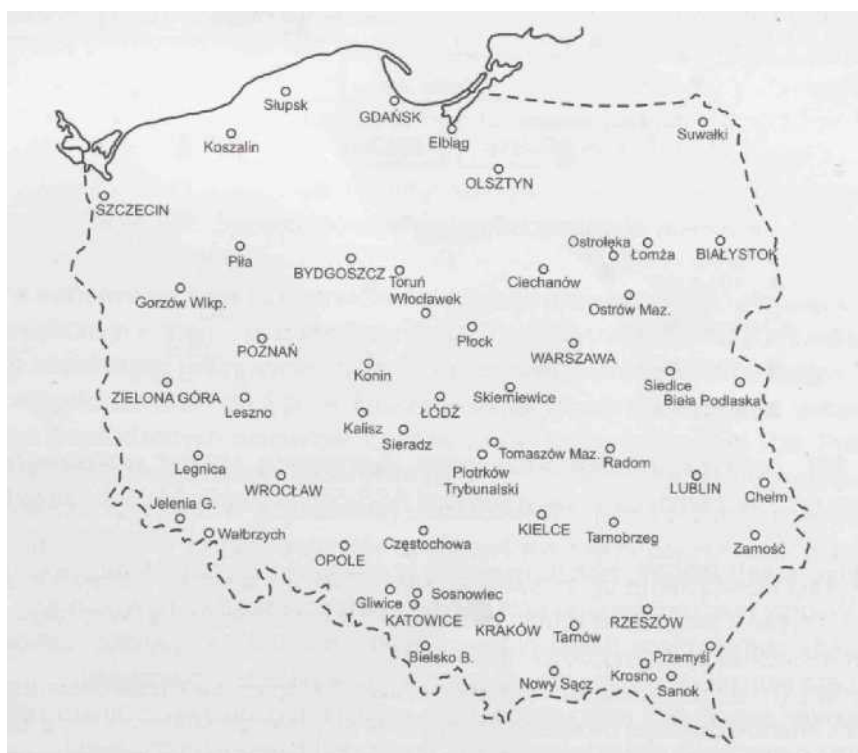 Słupsk
GDAŃSK
Suwałki
Koszalin
Elbląg
OLSZTYN
SZCZECIN
Ostrołęka
Łomża
BIAŁYSTOK
Piła
BYDGOSZCZ
Toruń
Ciechanów
Gorzów Wlkp.
Włocławek
Ostrów Maz.
Płock
POZNAŃ
WARSZAWA
Konin
Siedlce
Biała Podlaska
ZIELONA GÓRA
Leszno
ŁÓDŹ
Skierniewice
Kalisz
Sieradz
Tomaszów Maz.
Radom
Legnica
Piotrków
Trybunalski
WROCŁAW
LUBLIN
Chełm
Jelenia G.
Wałbrzych
KIELCE
Tarnobrzeg
Zamość
Częstochowa
OPOLE
Sosnowiec
Gliwice
KATOWICE
KRAKÓW
Tarnów
RZESZÓW
Bielsko B.
Przemyśl
Krosno
Sanok
Nowy Sącz